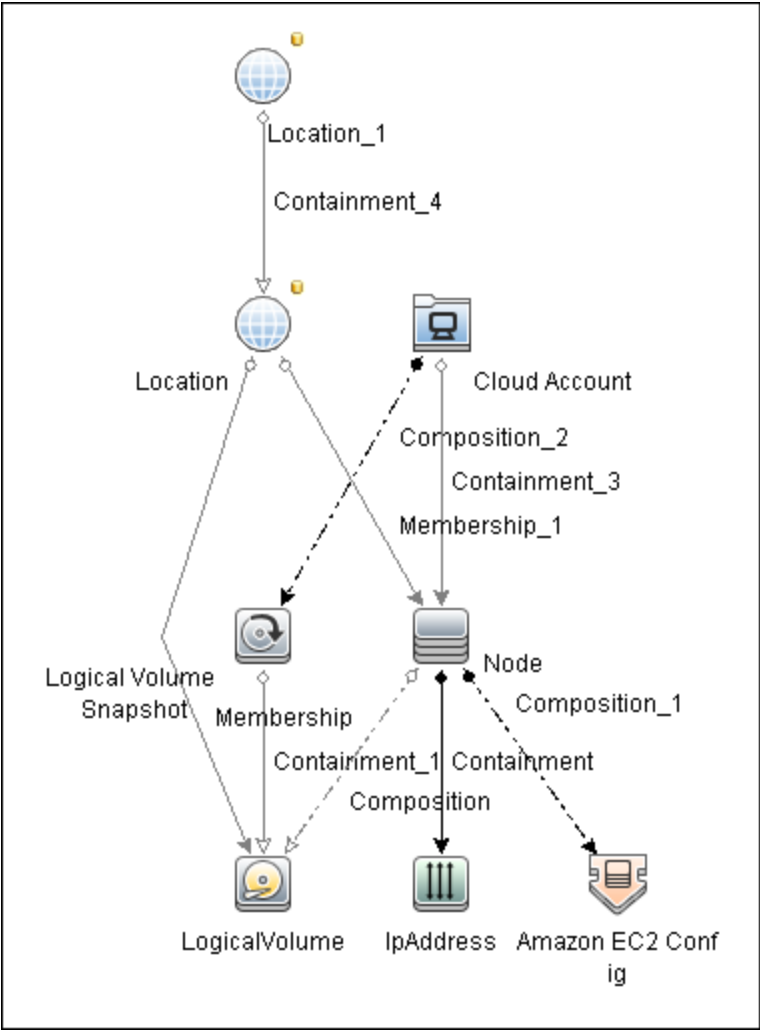 Location_1
Containment_4
Location
Cloud Account
Composition_2
Containment_3
Membership_1
Logical Volume
Snapshot
Node
Membership
Composition_1
Containment_1
Containment
Composition
LogicalVolume
IpAddress
Amazon EC2 Conf
ig